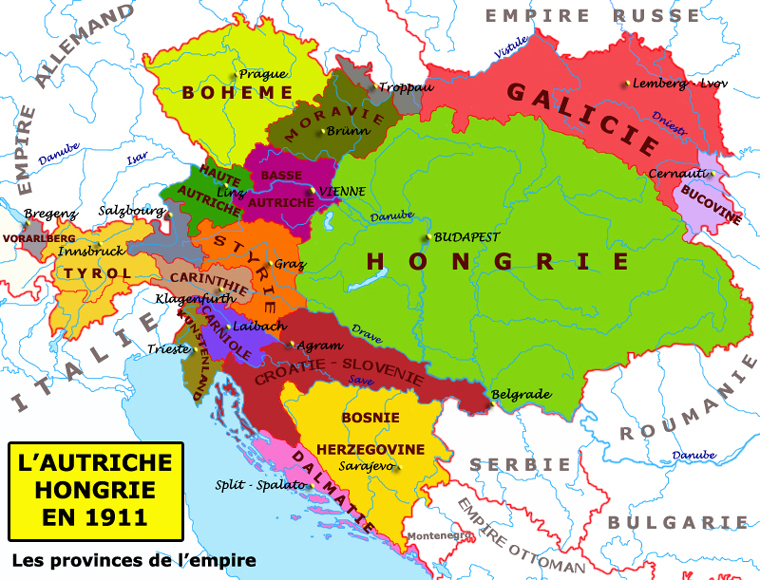 EMPIRE RUSSE
EMPIRE ALLEMAND
Vistule
Prague
BOHEME
Troppau
Lemberg - Lvov
GALICIE
MORAVIE
Brünn
Dniestr
Danube
Isar
HAUTE
AUTRICHE
Linz
BASSE
AUTRICHE
VIENNE
Cernauti
BUCOVINE
Bregenz
Salzbourg
Danube
VORARLBERG
Innsbruck
TYROL
STYRIE
Graz
BUDAPEST
HONGRIE
CARINTHIE
Klagenfurth
CARNIOLE
Laibach
KUNSTENLAND
Trieste
ITALIE
Agram
Drave
CROATIE - SLOVENIE
Save
Belgrade
ROUMANIE
BOSNIE
HERZEGOVINE
Sarajevo
DALMATIE
Split - Spalato
SERBIE
Danube
BULGARIE
Montenegro
EMPIRE OTTOMAN
L’AUTRICHE
HONGRIE
EN 1911
Les provinces de l’empire